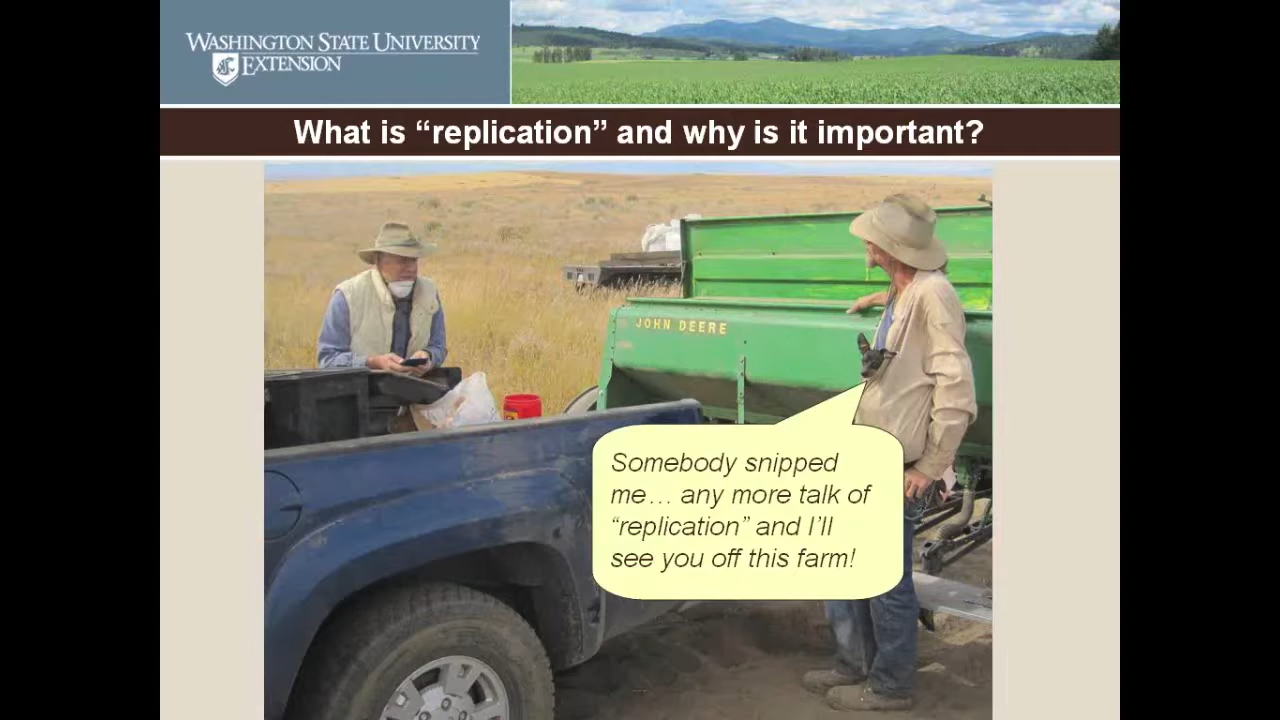 WASHINGTON STATE UNIVERSITY
EXTENSION
What is “replication” and why is it important?
JOHN DEERE
Somebody snipped
me… any more talk of
“replication” and I’ll
see you off this farm!